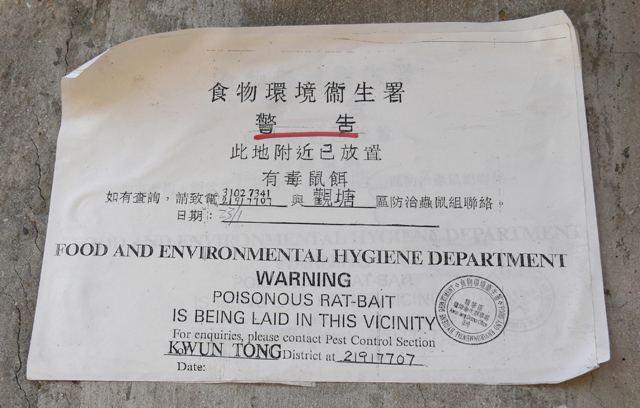 食物環境衞生署
警 告
此地附近已放置
有毒鼠餌
如有查詢，請致電 31027341 21917707 與 觀塘 區防治蟲鼠組聯絡。
日期： 23/1
FOOD AND ENVIRONMENTAL HYGIENE DEPARTMENT
WARNING
POISONOUS RAT-BAIT
IS BEING LAID IN THIS VICINITY
For enquiries, please contact Pest Control Section
KWUN TONG District at 21917707
Date: